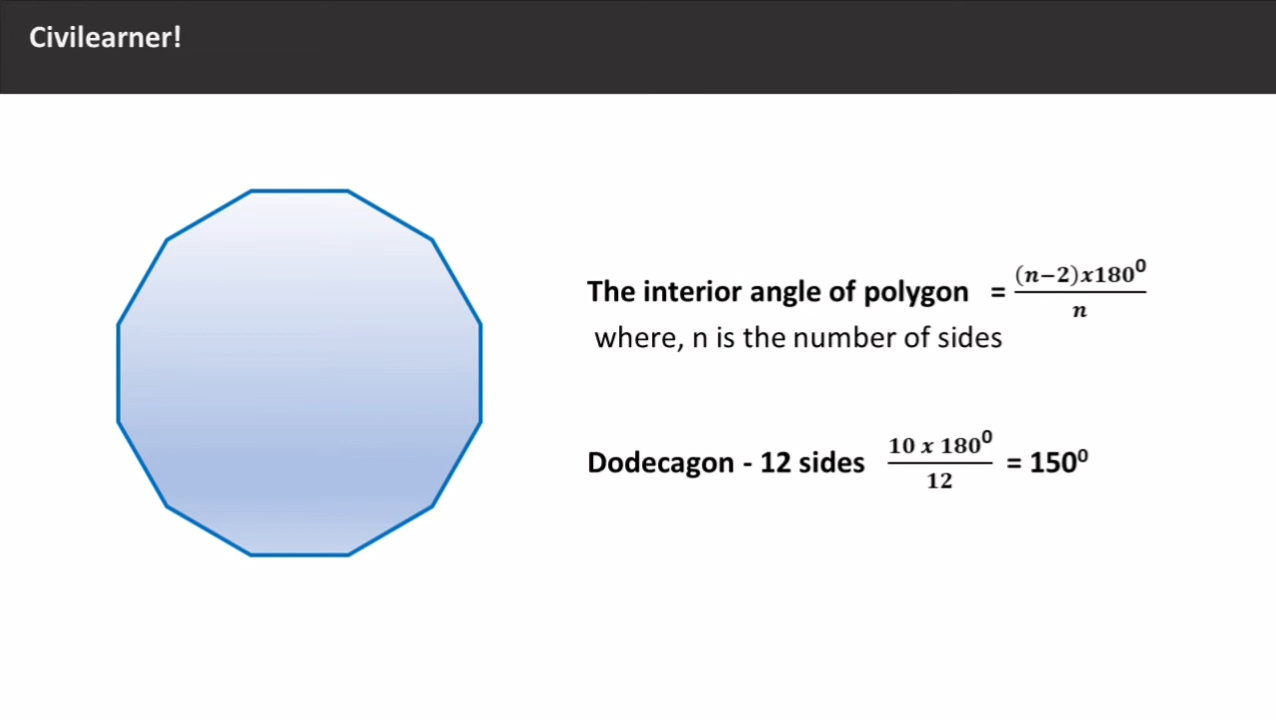 Civilearner!
The interior angle of polygon = (n−2)x180⁰/n
where, n is the number of sides
Dodecagon - 12 sides 10 x 180⁰/12 = 150⁰